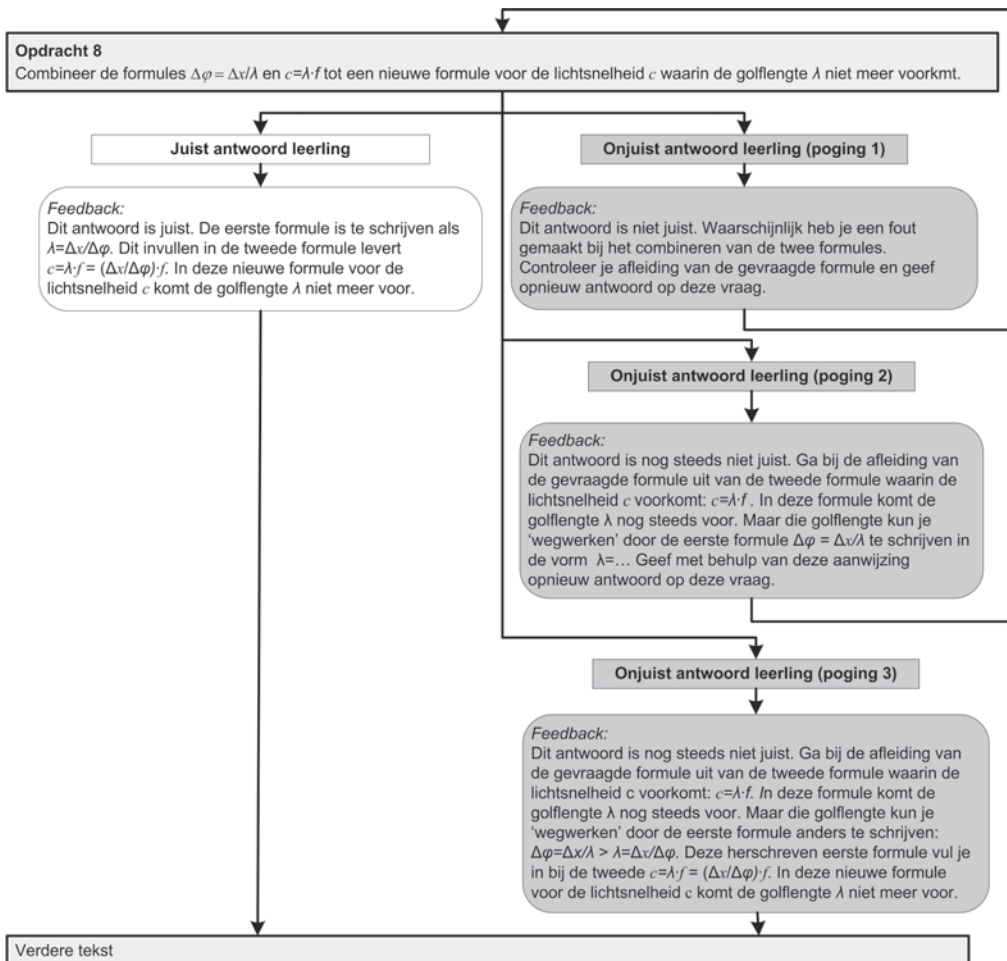 Opdracht 8
Combineer de formules Δφ = Δx/λ en c=λ·f tot een nieuwe formule voor de lichtsnelheid c waarin de golflengte λ niet meer voorkmt.
Juist antwoord leerling
Feedback:
Dit antwoord is juist. De eerste formule is te schrijven als
λ=Δx/Δφ. Dit invullen in de tweede formule levert
c=λ·f = (Δx/Δφ)·f. In deze nieuwe formule voor de
lichtsnelheid c komt de golflengte λ niet meer voor.
Onjuist antwoord leerling (poging 1)
Feedback:
Dit antwoord is niet juist. Waarschijnlijk heb je een fout
gemaakt bij het combineren van de twee formules.
Controleer je afleiding van de gevraagde formule en geef
opnieuw antwoord op deze vraag.
Onjuist antwoord leerling (poging 2)
Feedback:
Dit antwoord is nog steeds niet juist. Ga bij de afleiding van
de gevraagde formule uit van de tweede formule waarin de
lichtsnelheid c voorkomt: c=λ·f . In deze formule komt de
golflengte λ nog steeds voor. Maar die golflengte kun je
‘wegwerken’ door de eerste formule Δφ = Δx/λ te schrijven in
de vorm λ=… Geef met behulp van deze aanwijzing
opnieuw antwoord op deze vraag.
Onjuist antwoord leerling (poging 3)
Feedback:
Dit antwoord is nog steeds niet juist. Ga bij de afleiding van
de gevraagde formule uit van de tweede formule waarin de
lichtsnelheid c voorkomt: c=λ·f. In deze formule komt de
golflengte λ nog steeds voor. Maar die golflengte kun je
‘wegwerken’ door de eerste formule anders te schrijven:
Δφ=Δx/λ > λ=Δx/Δφ. Deze herschreven eerste formule vul je
in bij de tweede c=λ·f = (Δx/Δφ)·f. In deze nieuwe formule
voor de lichtsnelheid c komt de golflengte λ niet meer voor.
Verdere tekst